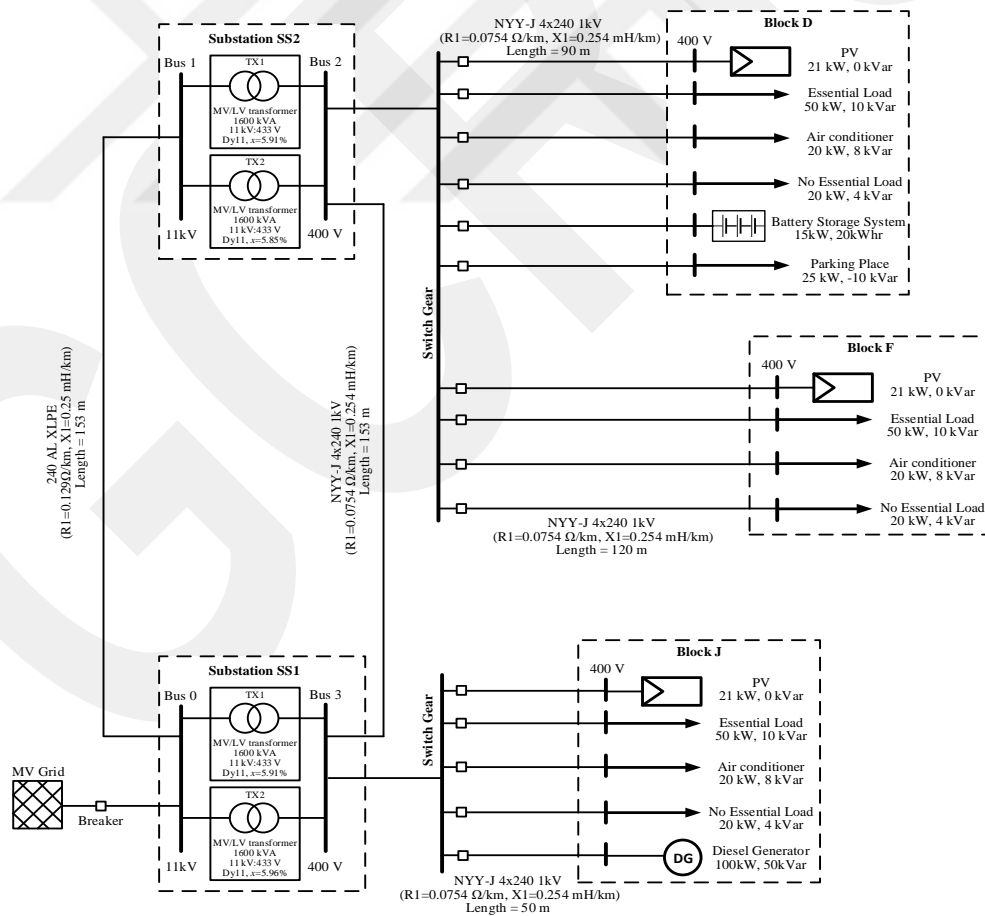 Substation SS2
Bus 1
TX1
Bus 2
MV/LV transformer
1600 kVA
11 kV:433 V
Dy11, x=5.91%
TX2
MV/LV transformer
1600 kVA
11 kV:433 V
Dy11, x=5.85%
11kV
400 V
NYY-J 4x240 1kV
(R1=0.0754 Ω/km, X1=0.254 mH/km)
Length = 90 m
Switch Gear
Block D
400 V
PV
21 kW, 0 kVar
Essential Load
50 kW, 10 kVar
Air conditioner
20 kW, 8 kVar
No Essential Load
20 kW, 4 kVar
Battery Storage System
15kW, 20kWhr
Parking Place
25 kW, -10 kVar
Block F
400 V
PV
21 kW, 0 kVar
Essential Load
50 kW, 10 kVar
Air conditioner
20 kW, 8 kVar
No Essential Load
20 kW, 4 kVar
NYY-J 4x240 1kV
(R1=0.0754 Ω/km, X1=0.254 mH/km)
Length = 120 m
240 AL XLPE
(R1=0.129Ω/km, X1=0.25 mH/km)
Length = 153 m
NYY-J 4x240 1kV
(R1=0.0754 Ω/km, X1=0.254 mH/km)
Length = 153 m
Substation SS1
Bus 0
TX1
Bus 3
MV/LV transformer
1600 kVA
11 kV:433 V
Dy11, x=5.91%
TX2
MV/LV transformer
1600 kVA
11 kV:433 V
Dy11, x=5.96%
11kV
400 V
MV Grid
Breaker
Switch Gear
Block J
400 V
PV
21 kW, 0 kVar
Essential Load
50 kW, 10 kVar
Air conditioner
20 kW, 8 kVar
No Essential Load
20 kW, 4 kVar
DG
Diesel Generator
100kW, 50kVar
NYY-J 4x240 1kV
(R1=0.0754 Ω/km, X1=0.254 mH/km)
Length = 50 m